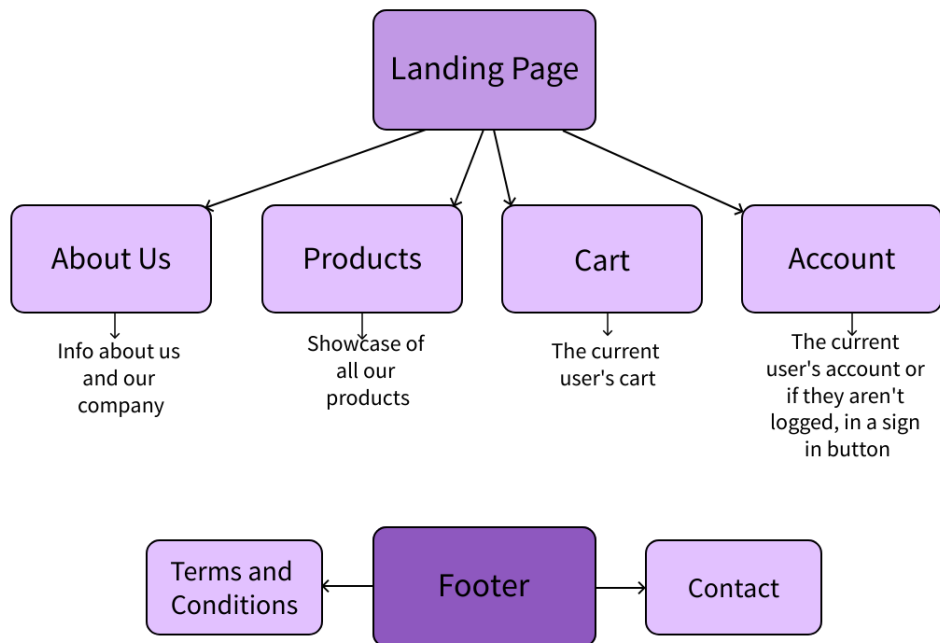 Landing Page
About Us
Products
Cart
Account
Info about us
and our
company
Showcase of
all our
products
The current
user's cart
The current
user's account or
if they aren't
logged, in a sign
in button
Terms and
Conditions
Footer
Contact